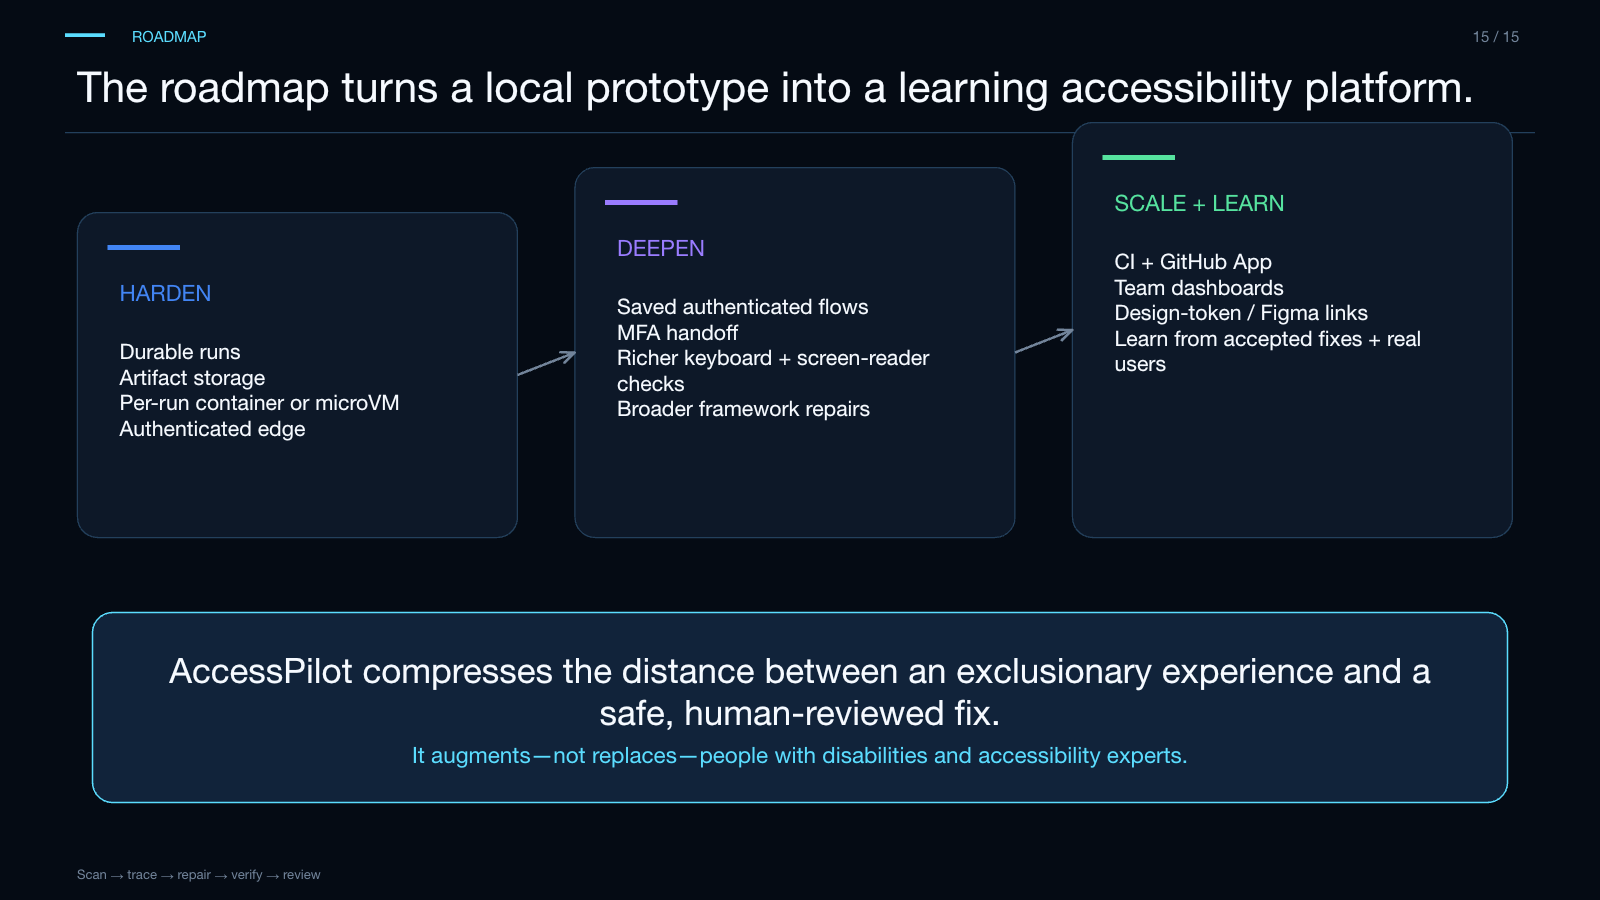 ROADMAP
15 / 15
The roadmap turns a local prototype into a learning accessibility platform.
HARDEN
Durable runs
Artifact storage
Per-run container or microVM
Authenticated edge
DEEPEN
Saved authenticated flows
MFA handoff
Richer keyboard + screen-reader
checks
Broader framework repairs
SCALE + LEARN
CI + GitHub App
Team dashboards
Design-token / Figma links
Learn from accepted fixes + real
users
AccessPilot compresses the distance between an exclusionary experience and a
safe, human-reviewed fix.
It augments—not replaces—people with disabilities and accessibility experts.
Scan → trace → repair → verify → review